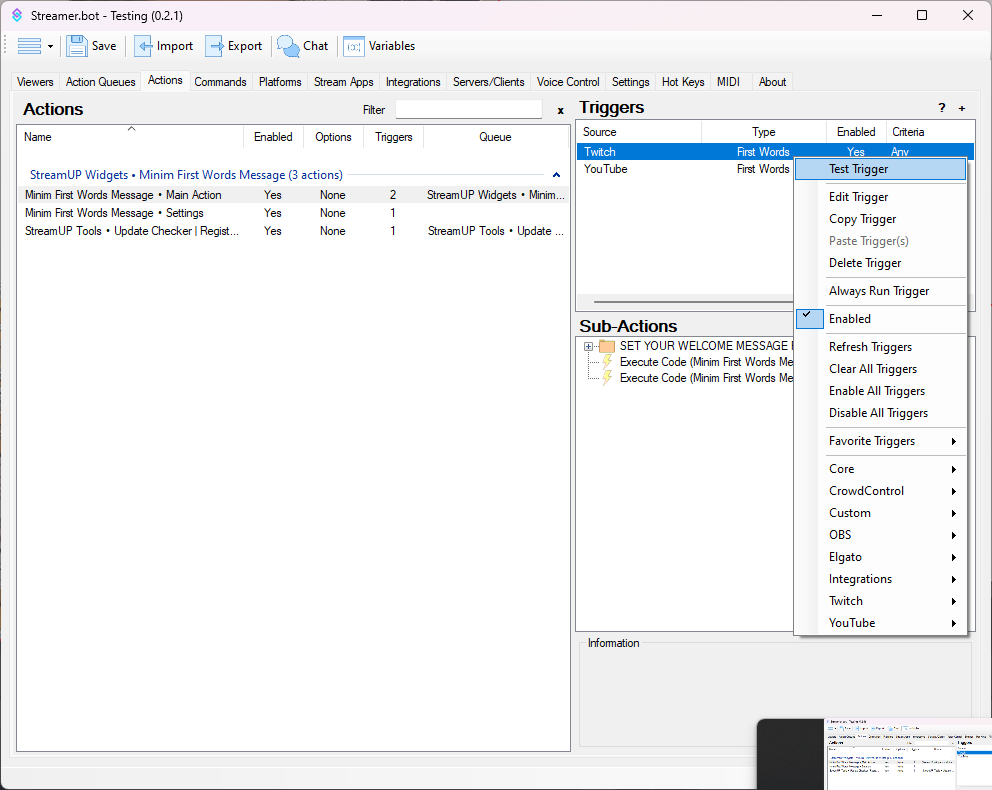 Streamer.bot - Testing (0.2.1)
Save Import Export Chat Variables
Viewers Action Queues Actions Commands Platforms Stream Apps Integrations Servers/Clients Voice Control Settings Hot Keys MIDI About
Actions Filter x
Name Enabled Options Triggers Queue
StreamUP Widgets • Minim First Words Message (3 actions)
Minim First Words Message • Main Action Yes None 2 StreamUP Widgets • Minim...
Minim First Words Message • Settings Yes None 1
StreamUP Tools • Update Checker | Regist... Yes None 1 StreamUP Tools • Update ...
Triggers ? +
Source Type Enabled Criteria
Twitch First Words Yes Any
YouTube First Words
Test Trigger
Edit Trigger
Copy Trigger
Paste Trigger(s)
Delete Trigger
Always Run Trigger
Enabled
Refresh Triggers
Clear All Triggers
Enable All Triggers
Disable All Triggers
Favorite Triggers
Core
CrowdControl
Custom
OBS
Elgato
Integrations
Twitch
YouTube
Sub-Actions
SET YOUR WELCOME MESSAGE
Execute Code (Minim First Words Me
Execute Code (Minim First Words Me
Information